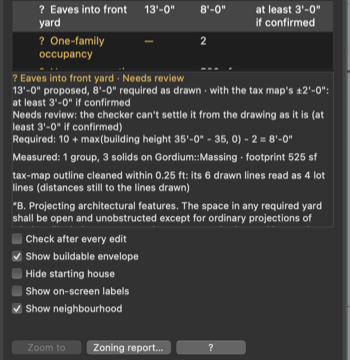 ? Eaves into front yard 13'-0" 8'-0" at least 3'-0" if confirmed
? One-family occupancy — 2
? Eaves into front yard · Needs review
13'-0" proposed, 8'-0" required as drawn · with the tax map's ±2'-0":
at least 3'-0" if confirmed
Needs review: the checker can't settle it from the drawing as it is (at
least 3'-0" if confirmed)
Required: 10 + max(building height 35'-0" - 35, 0) - 2 = 8'-0"
Measured: 1 group, 3 solids on Gordium::Massing · footprint 525 sf
tax-map outline cleaned within 0.25 ft: its 6 drawn lines read as 4 lot
lines (distances still to the lines drawn)
"B. Projecting architectural features. The space in any required yard
shall be open and unobstructed except for ordinary projections of
Check after every edit
Show buildable envelope
Hide starting house
Show on-screen labels
Show neighbourhood
Zoom to Zoning report... ?